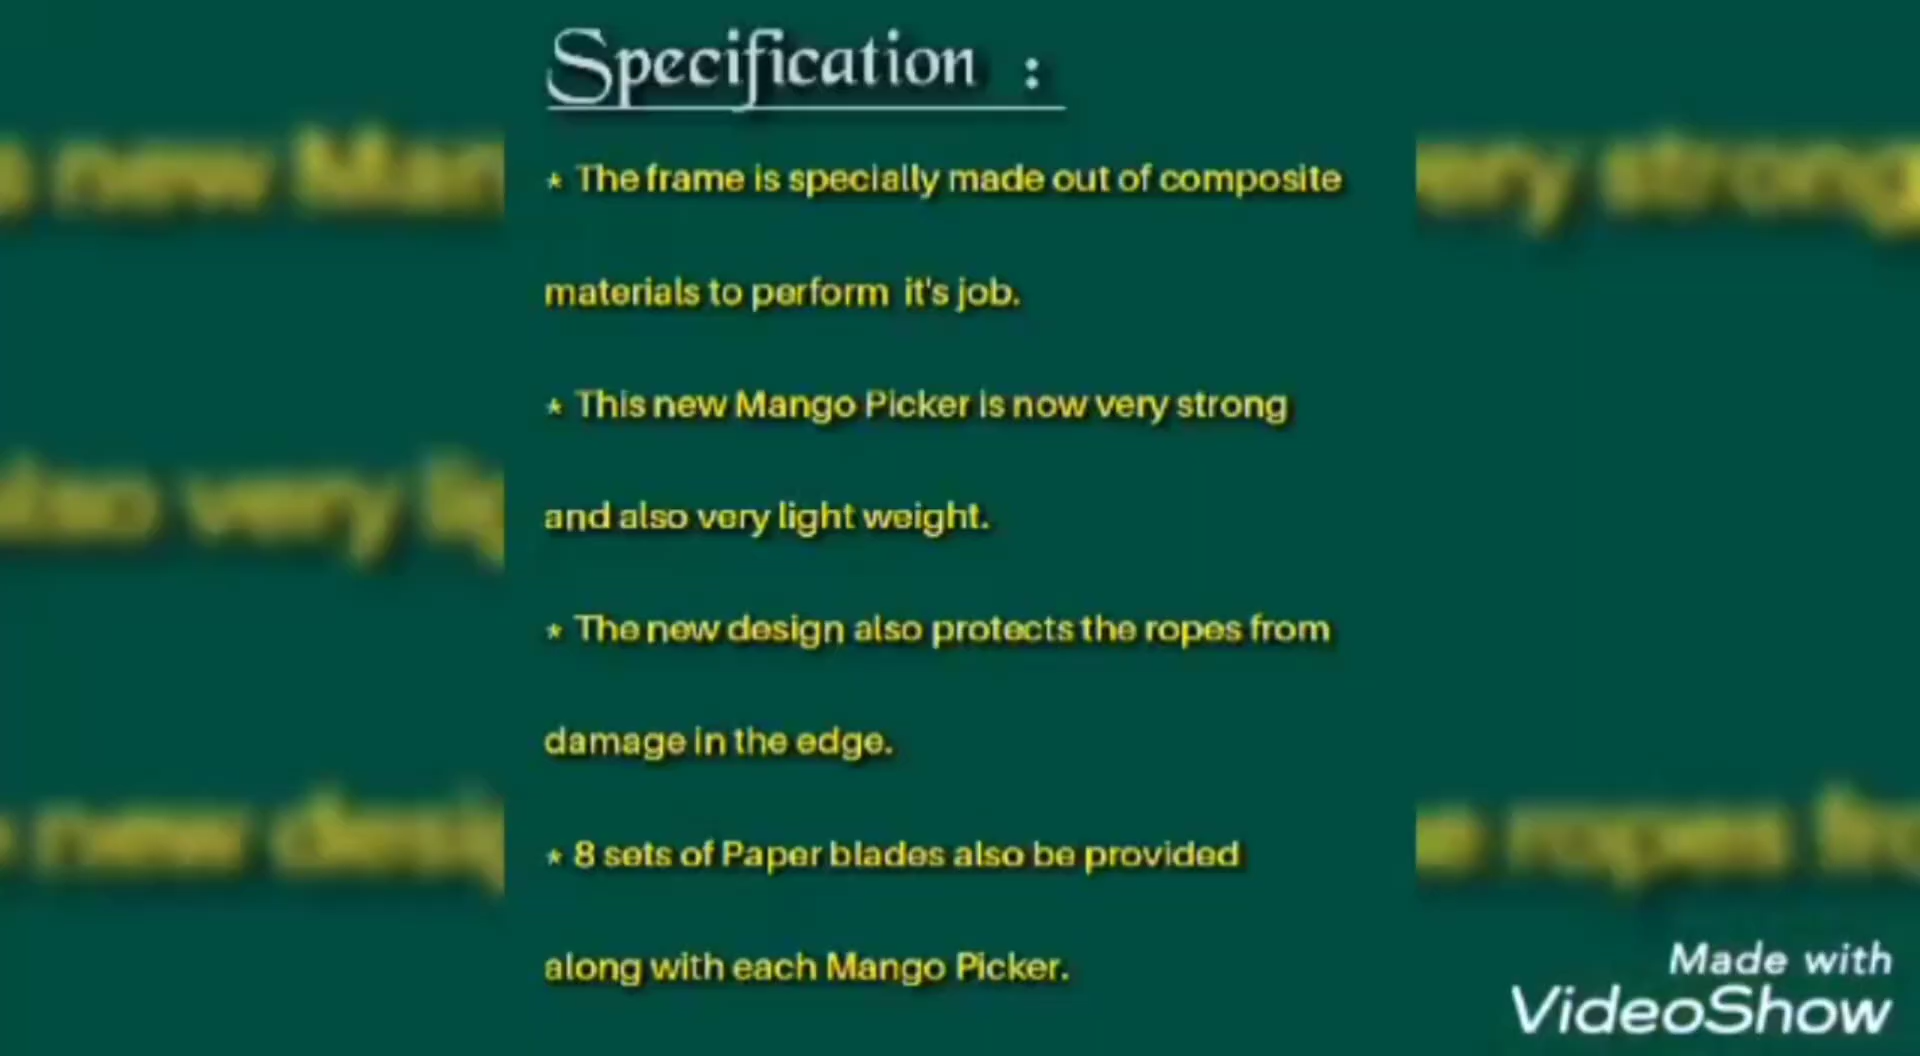 Specification :
* The frame is specially made out of composite
materials to perform it's job.
* This new Mango Picker is now very strong
and also very light weight.
* The new design also protects the ropes from
damage in the edge.
* 8 sets of Paper blades also be provided
along with each Mango Picker.
Made with
VideoShow